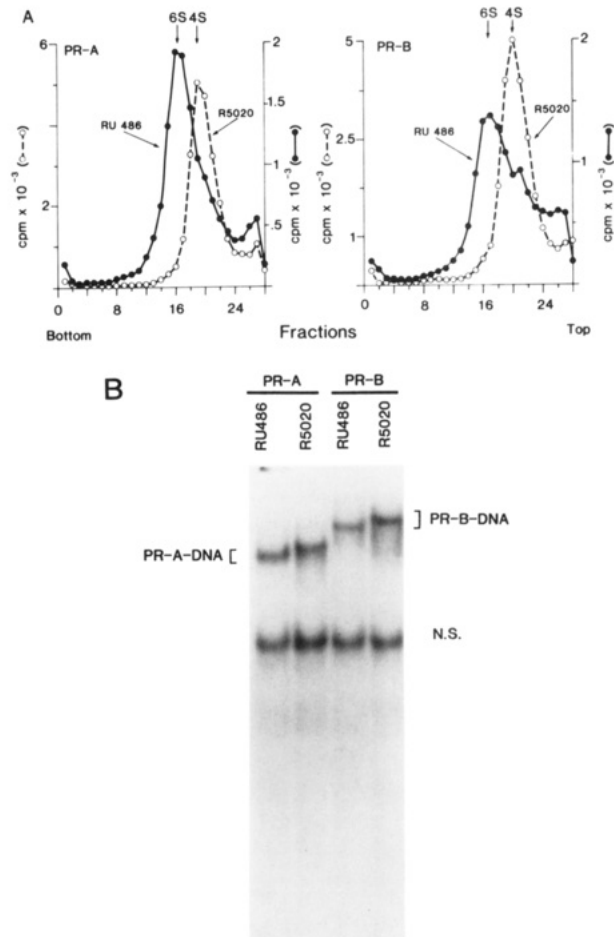 A
6S 4S
PR-A
6
4
2
0
2
1.5
1
.5
cpm x 10⁻³ (o--o)
cpm x 10⁻³ (●—●)
RU 486
R5020
0 8 16 24
Bottom
6S 4S
PR-B
5
3.5
2.5
1
2
1
cpm x 10⁻³ (o--o)
cpm x 10⁻³ (●—●)
RU 486
R5020
0 8 16 24
Top
Fractions
B
PR-A PR-B
RU486
R5020
RU486
R5020
PR-A-DNA
PR-B-DNA
N.S.